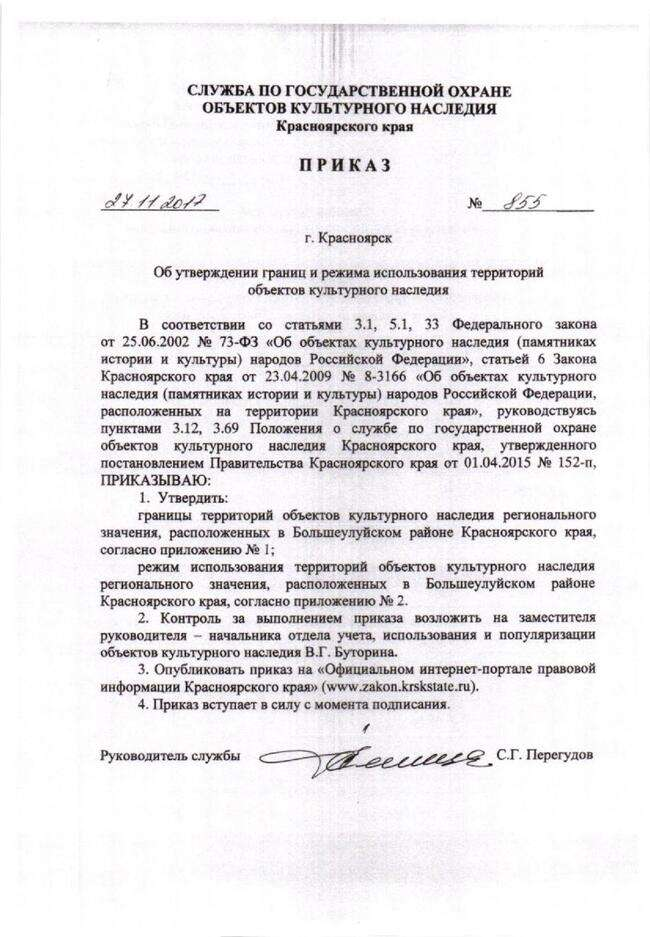 СЛУЖБА ПО ГОСУДАРСТВЕННОЙ ОХРАНЕ
ОБЪЕКТОВ КУЛЬТУРНОГО НАСЛЕДИЯ
Красноярского края
ПРИКАЗ
27 11 2017 № 855
г. Красноярск
Об утверждении границ и режима использования территорий
объектов культурного наследия
В соответствии со статьями 3.1, 5.1, 33 Федерального закона
от 25.06.2002 № 73-ФЗ «Об объектах культурного наследия (памятниках
истории и культуры) народов Российской Федерации», статьей 6 Закона
Красноярского края от 23.04.2009 № 8-3166 «Об объектах культурного
наследия (памятниках истории и культуры) народов Российской Федерации,
расположенных на территории Красноярского края», руководствуясь
пунктами 3.12, 3.69 Положения о службе по государственной охране
объектов культурного наследия Красноярского края, утвержденного
постановлением Правительства Красноярского края от 01.04.2015 № 152-п,
ПРИКАЗЫВАЮ:
1. Утвердить:
границы территорий объектов культурного наследия регионального
значения, расположенных в Большеулуйском районе Красноярского края,
согласно приложению № 1;
режим использования территорий объектов культурного наследия
регионального значения, расположенных в Большеулуйском районе
Красноярского края, согласно приложению № 2.
2. Контроль за выполнением приказа возложить на заместителя
руководителя – начальника отдела учета, использования и популяризации
объектов культурного наследия В.Г. Буторина.
3. Опубликовать приказ на «Официальном интернет-портале правовой
информации Красноярского края» (www.zakon.krskstate.ru).
4. Приказ вступает в силу с момента подписания.
Руководитель службы С.Г. Перегудов